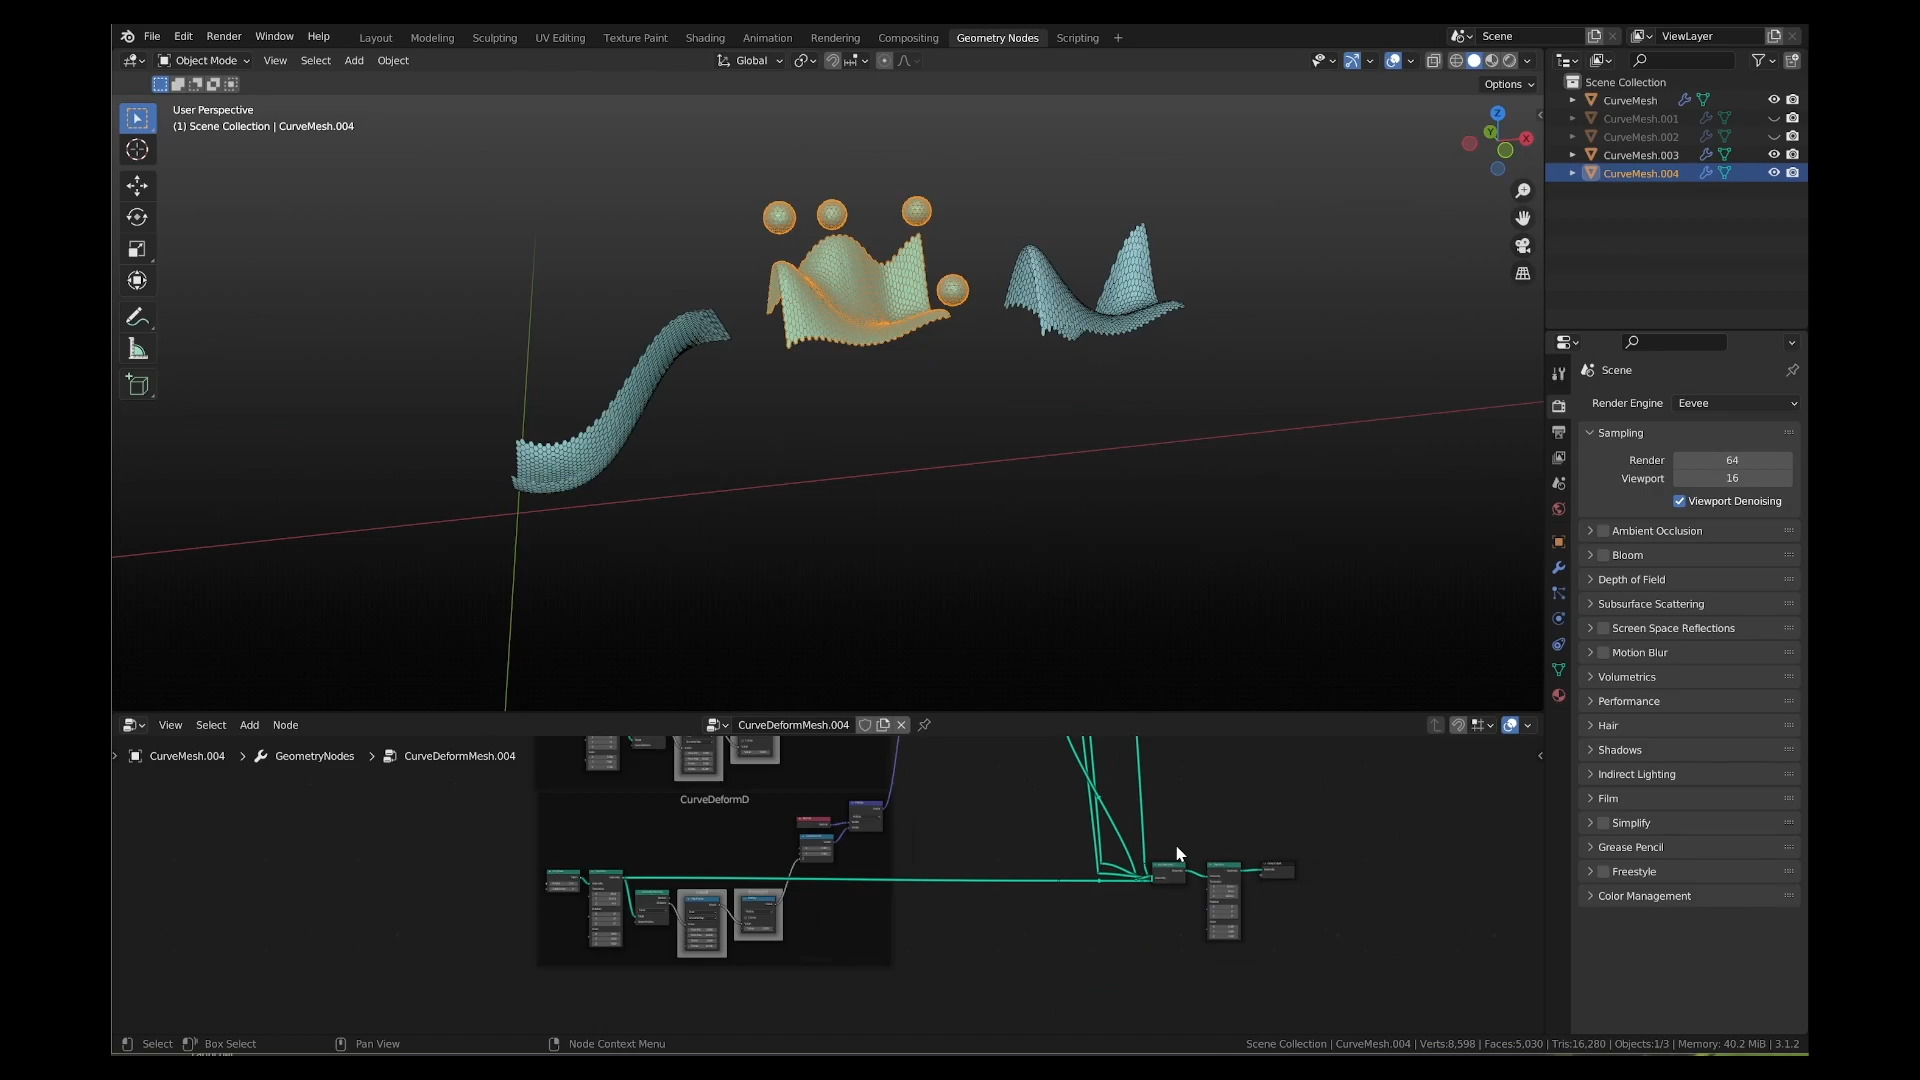 File Edit Render Window Help Layout Modeling Sculpting UV Editing Texture Paint Shading Animation Rendering Compositing Geometry Nodes Scripting + Scene ViewLayer
Object Mode View Select Add Object Global
Options
User Perspective
(1) Scene Collection | CurveMesh.004
Z
Y
X
Scene Collection
CurveMesh
CurveMesh.001
CurveMesh.002
CurveMesh.003
CurveMesh.004
Scene
Render Engine Eevee
Sampling
Render 64
Viewport 16
Viewport Denoising
Ambient Occlusion
Bloom
Depth of Field
Subsurface Scattering
Screen Space Reflections
Motion Blur
Volumetrics
Performance
Hair
Shadows
Indirect Lighting
Film
Simplify
Grease Pencil
Freestyle
Color Management
View Select Add Node CurveDeformMesh.004
CurveMesh.004 > GeometryNodes > CurveDeformMesh.004
CurveDeformD
Select Box Select Pan View Node Context Menu
Scene Collection | CurveMesh.004 | Verts:8,598 | Faces:5,030 | Tris:16,280 | Objects:1/3 | Memory: 40.2 MiB | 3.1.2